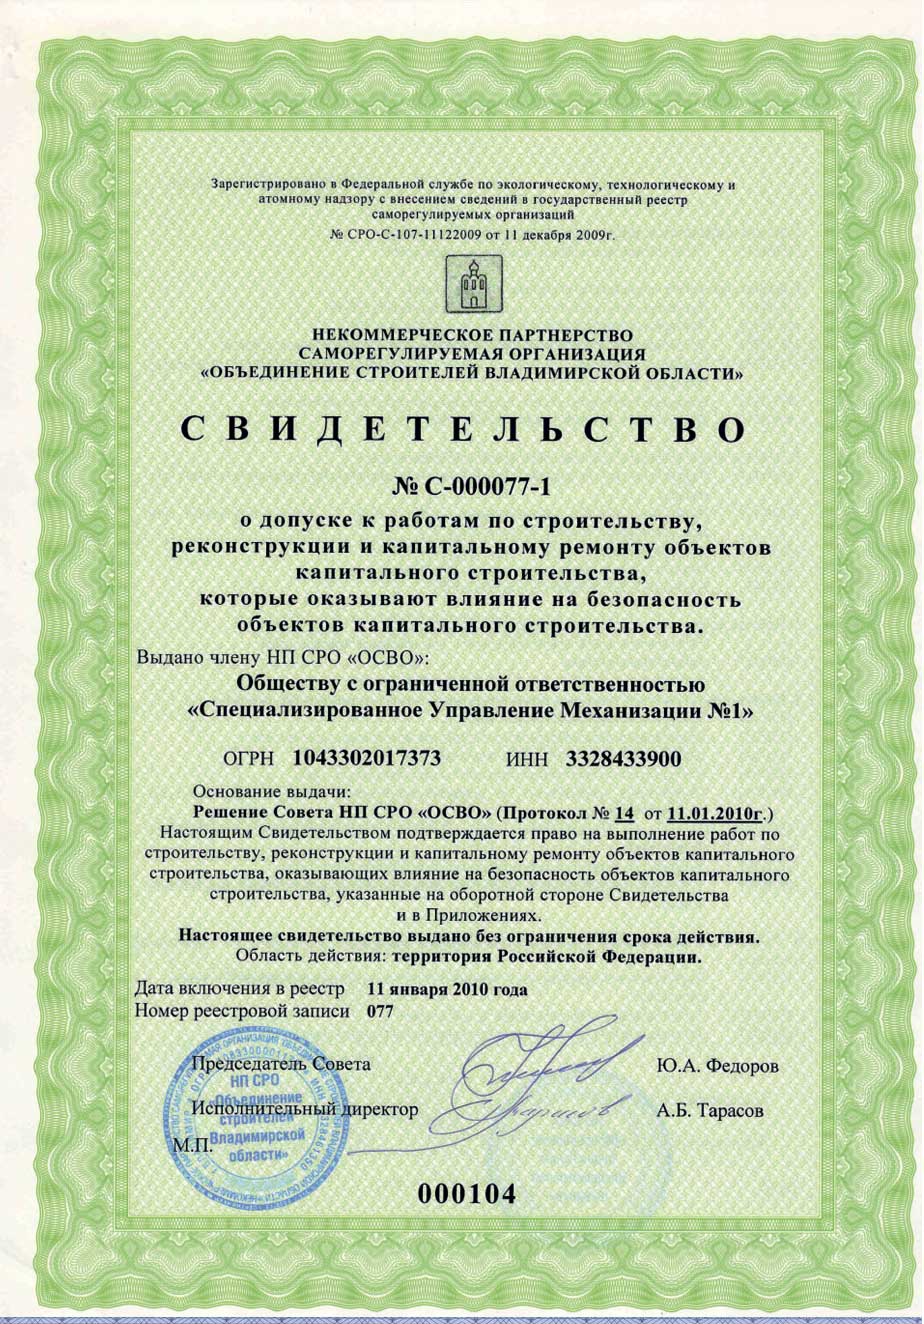 Зарегистрировано в Федеральной службе по экологическому, технологическому и
атомному надзору с внесением сведений в государственный реестр
саморегулируемых организаций
№ СРО-С-107-11122009 от 11 декабря 2009г.
НЕКОММЕРЧЕСКОЕ ПАРТНЕРСТВО
САМОРЕГУЛИРУЕМАЯ ОРГАНИЗАЦИЯ
«ОБЪЕДИНЕНИЕ СТРОИТЕЛЕЙ ВЛАДИМИРСКОЙ ОБЛАСТИ»
СВИДЕТЕЛЬСТВО
№ С-000077-1
о допуске к работам по строительству,
реконструкции и капитальному ремонту объектов
капитального строительства,
которые оказывают влияние на безопасность
объектов капитального строительства.
Выдано члену НП СРО «ОСВО»:
Обществу с ограниченной ответственностью
«Специализированное Управление Механизации №1»
ОГРН 1043302017373 ИНН 3328433900
Основание выдачи:
Решение Совета НП СРО «ОСВО» (Протокол № 14 от 11.01.2010г.)
Настоящим Свидетельством подтверждается право на выполнение работ по
строительству, реконструкции и капитальному ремонту объектов капитального
строительства, оказывающих влияние на безопасность объектов капитального
строительства, указанные на оборотной стороне Свидетельства
и в Приложениях.
Настоящее свидетельство выдано без ограничения срока действия.
Область действия: территория Российской Федерации.
Дата включения в реестр 11 января 2010 года
Номер реестровой записи 077
Председатель Совета Ю.А. Федоров
Исполнительный директор А.Б. Тарасов
М.П.
НП СРО
«Объединение
строителей
Владимирской
области»
000104